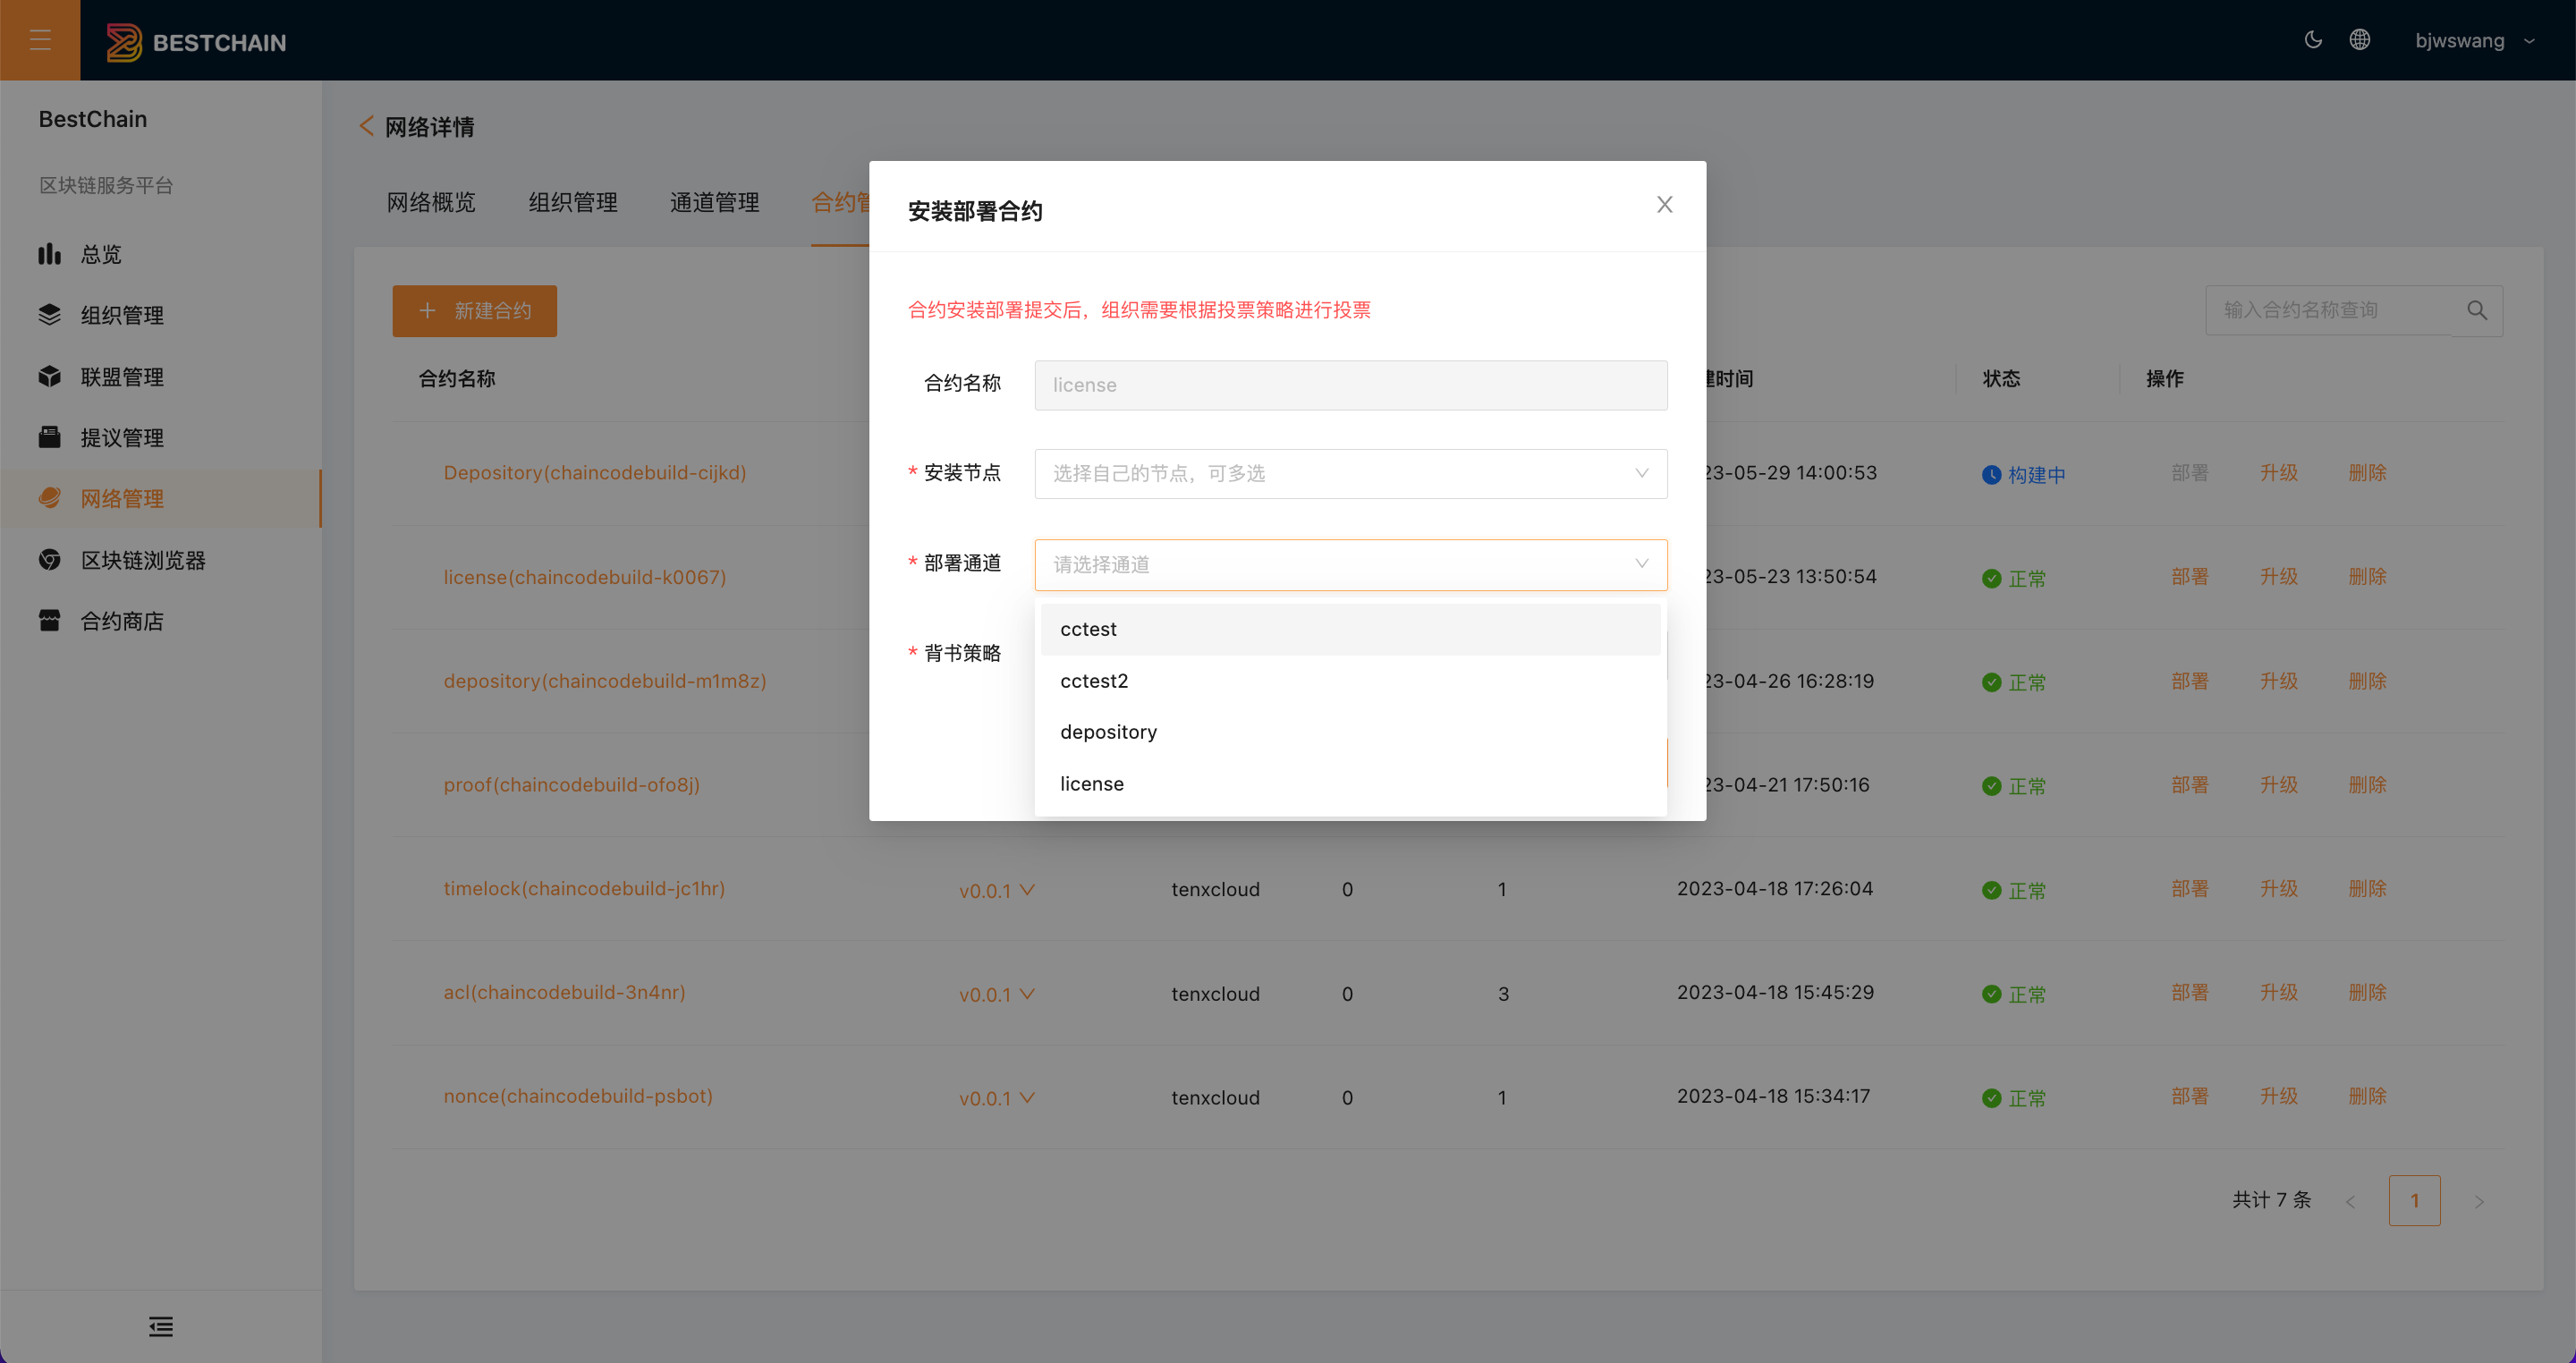 BESTCHAIN
bjwswang
BestChain
区块链服务平台
总览
组织管理
联盟管理
提议管理
网络管理
区块链浏览器
合约商店
网络详情
网络概览
组织管理
通道管理
合约管
新建合约
输入合约名称查询
合约名称
建时间
状态
操作
Depository(chaincodebuild-cijkd)
23-05-29 14:00:53
构建中
部署
升级
删除
license(chaincodebuild-k0067)
23-05-23 13:50:54
正常
部署
升级
删除
depository(chaincodebuild-m1m8z)
23-04-26 16:28:19
正常
部署
升级
删除
proof(chaincodebuild-ofo8j)
23-04-21 17:50:16
正常
部署
升级
删除
timelock(chaincodebuild-jc1hr)
v0.0.1
tenxcloud
0
1
2023-04-18 17:26:04
正常
部署
升级
删除
acl(chaincodebuild-3n4nr)
v0.0.1
tenxcloud
0
3
2023-04-18 15:45:29
正常
部署
升级
删除
nonce(chaincodebuild-psbot)
v0.0.1
tenxcloud
0
1
2023-04-18 15:34:17
正常
部署
升级
删除
共计 7 条
1
安装部署合约
合约安装部署提交后，组织需要根据投票策略进行投票
合约名称
license
* 安装节点
选择自己的节点，可多选
* 部署通道
请选择通道
* 背书策略
cctest
cctest2
depository
license